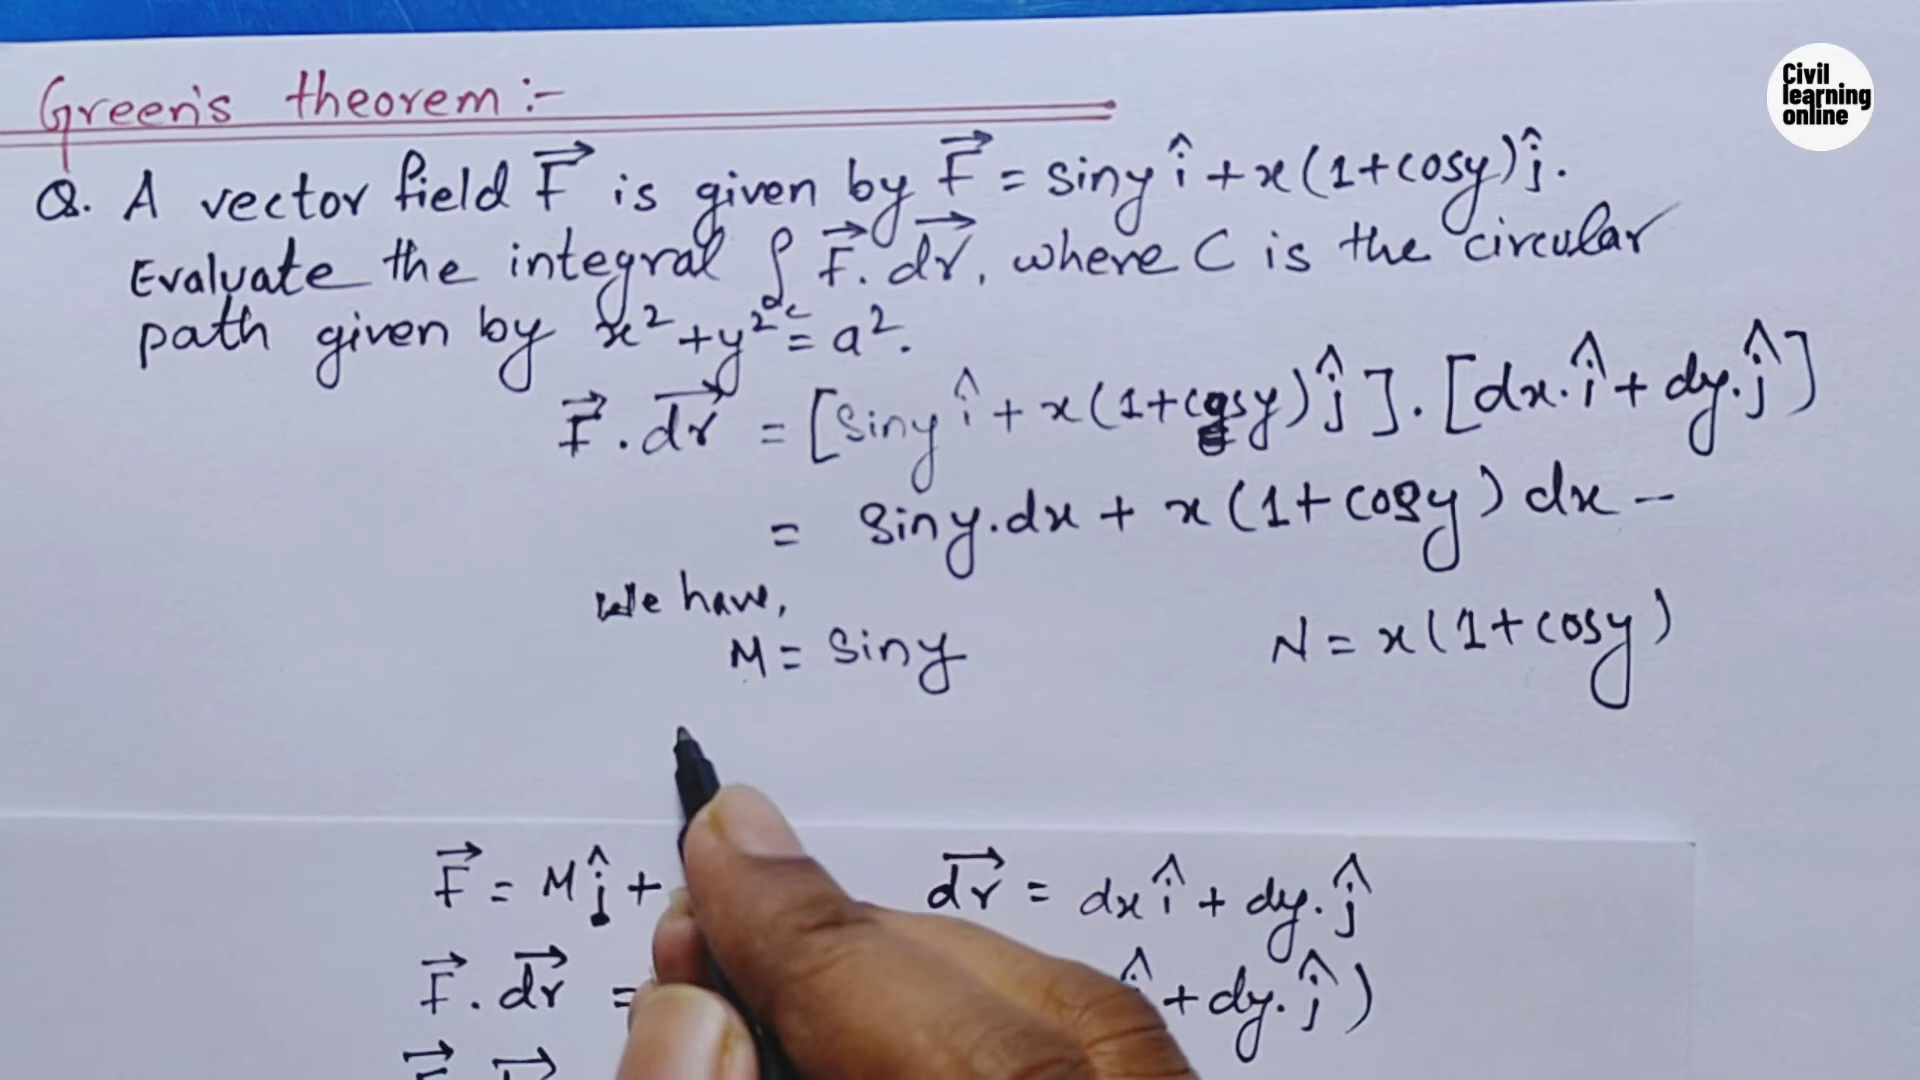 Green's theorem :-
Civil
learning
online
Q. A vector field F⃗ is given by F⃗ = siny î + x(1+cosy) ĵ.
Evaluate the integral ∮c F⃗. dr⃗, where C is the circular
path given by x² + y² = a².
F⃗. dr⃗ = [siny î + x(1+cosy) ĵ]. [dx. î + dy. ĵ]
= siny.dx + x(1+cosy) dx –
We have,
M = siny N = x(1+cosy)
F⃗ = M ĵ + dr⃗ = dx î + dy. ĵ
F⃗. dr⃗ = + dy. ĵ)